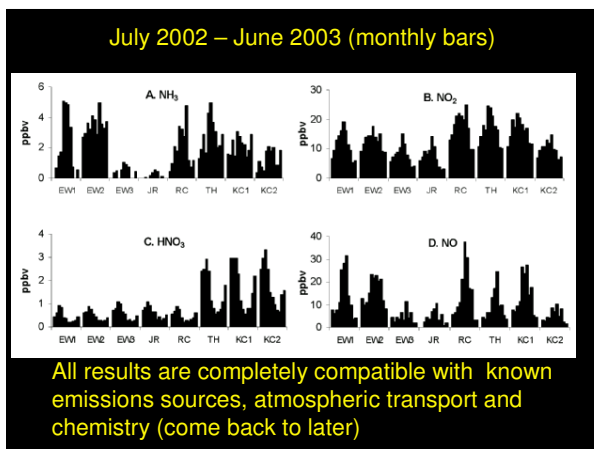 July 2002 – June 2003 (monthly bars)
A. NH₃
ppbv
6
4
2
0
EW1 EW2 EW3 JR RC TH KC1 KC2
B. NO₂
ppbv
30
20
10
0
EW1 EW2 EW3 JR RC TH KC1 KC2
C. HNO₃
ppbv
4
3
2
1
0
EW1 EW2 EW3 JR RC TH KC1 KC2
D. NO
ppbv
40
30
20
10
0
EW1 EW2 EW3 JR RC TH KC1 KC2
All results are completely compatible with known
emissions sources, atmospheric transport and
chemistry (come back to later)